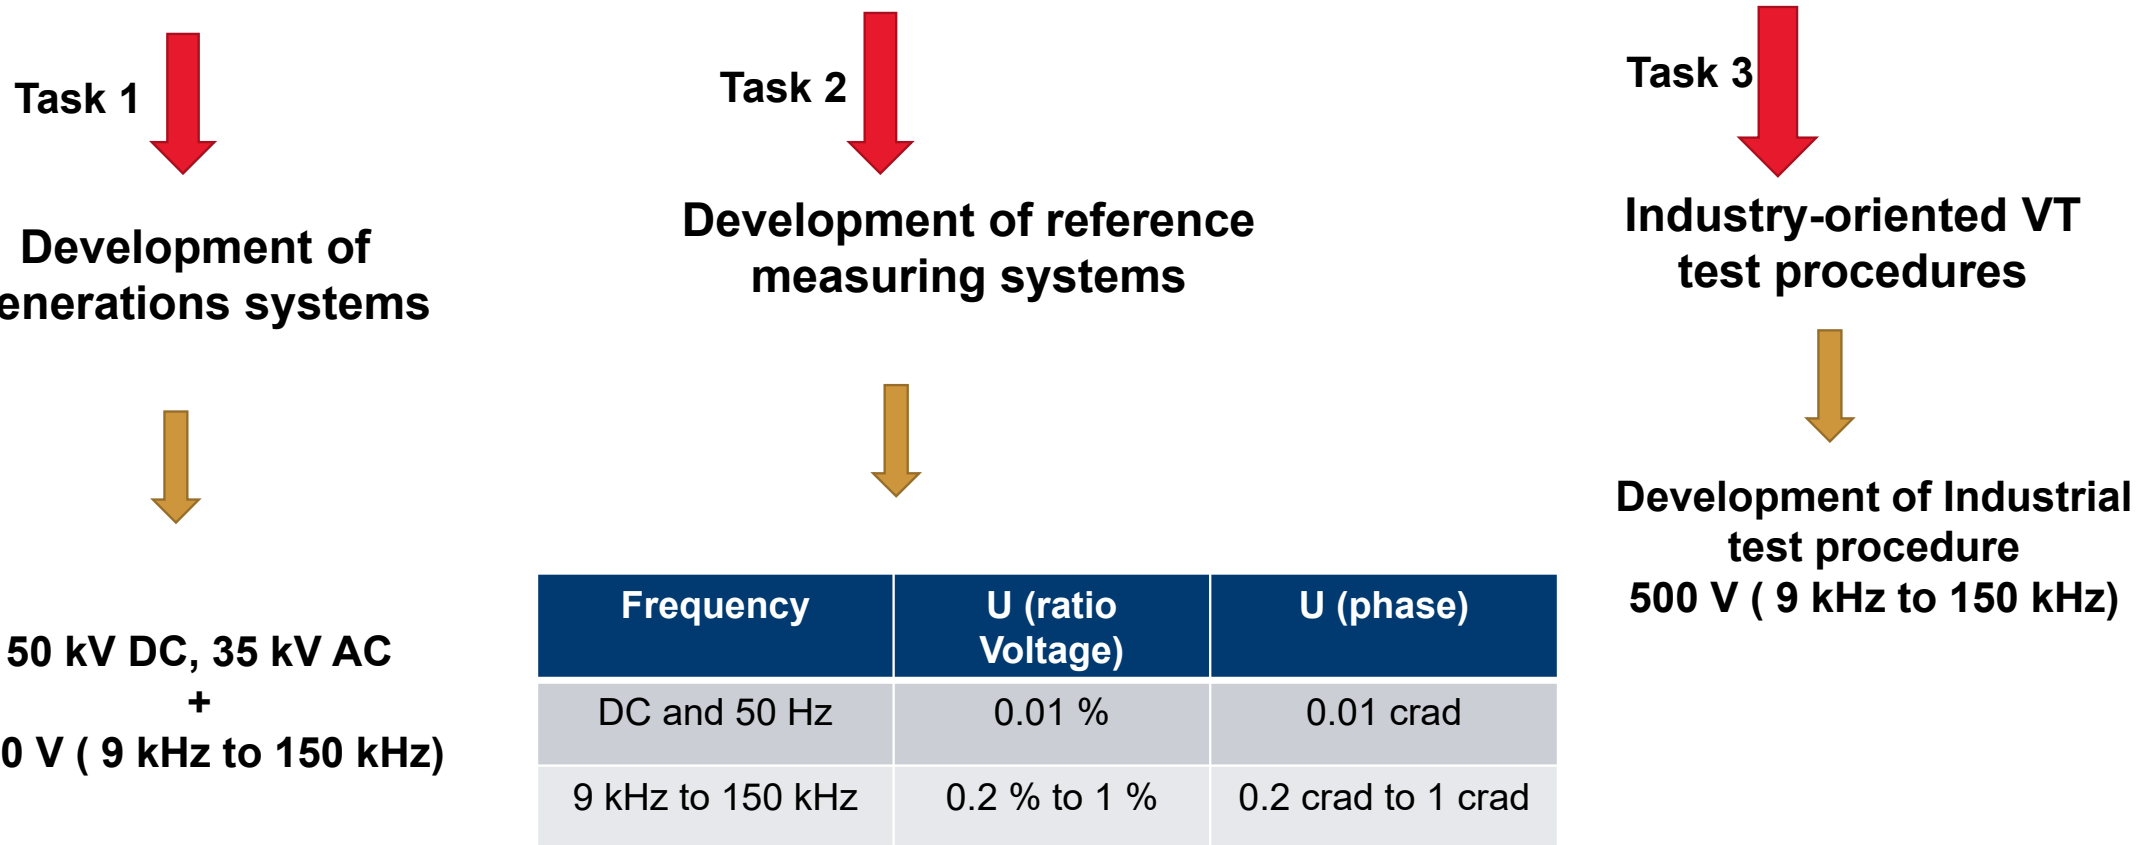 Task 1
Development of
enerations systems
50 kV DC, 35 kV AC
+
0 V ( 9 kHz to 150 kHz)
Task 2
Development of reference
measuring systems
Frequency
U (ratio
Voltage)
U (phase)
DC and 50 Hz
0.01 %
0.01 crad
9 kHz to 150 kHz
0.2 % to 1 %
0.2 crad to 1 crad
Task 3
Industry-oriented VT
test procedures
Development of Industrial
test procedure
500 V ( 9 kHz to 150 kHz)